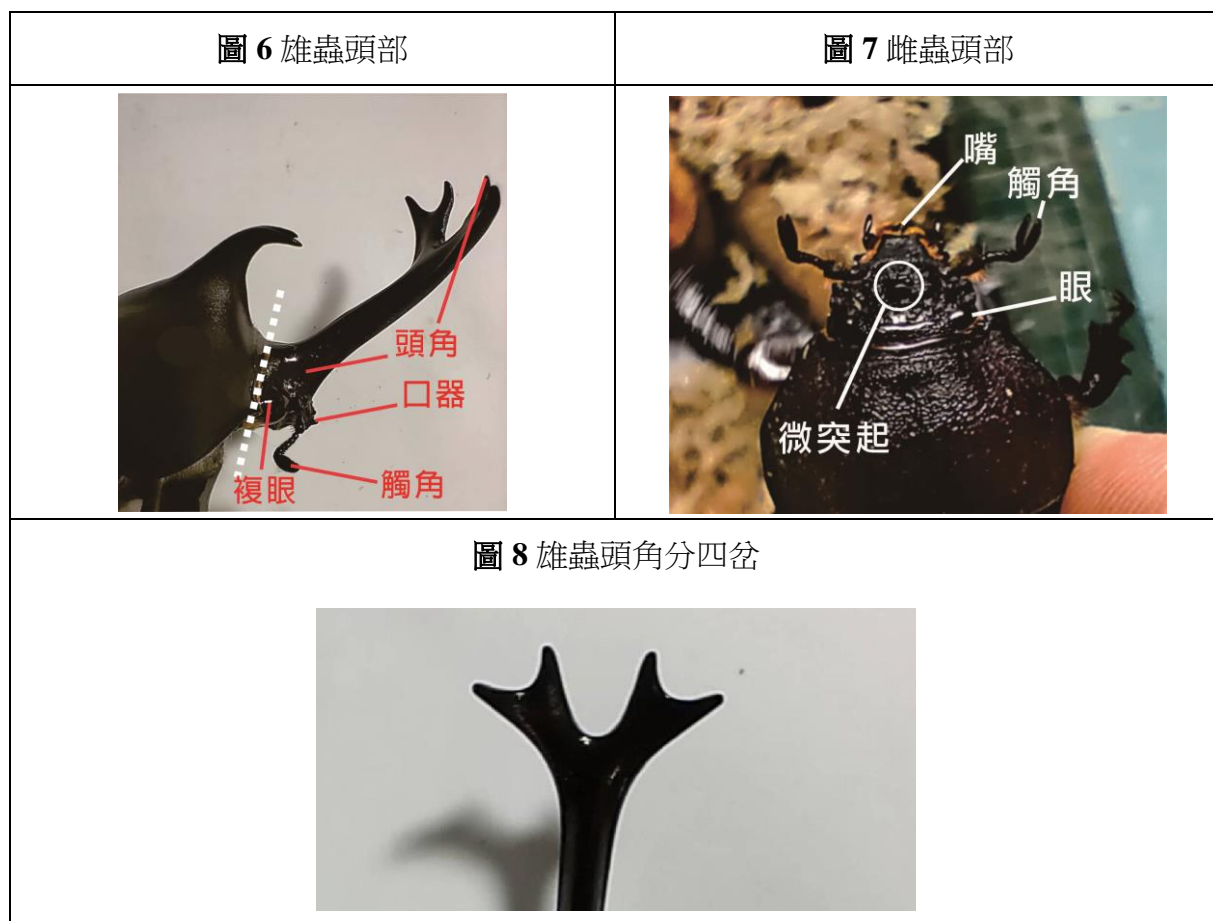 圖 6 雄蟲頭部
圖 7 雌蟲頭部
頭角
口器
複眼
觸角
嘴
觸角
眼
微突起
圖 8 雄蟲頭角分四岔